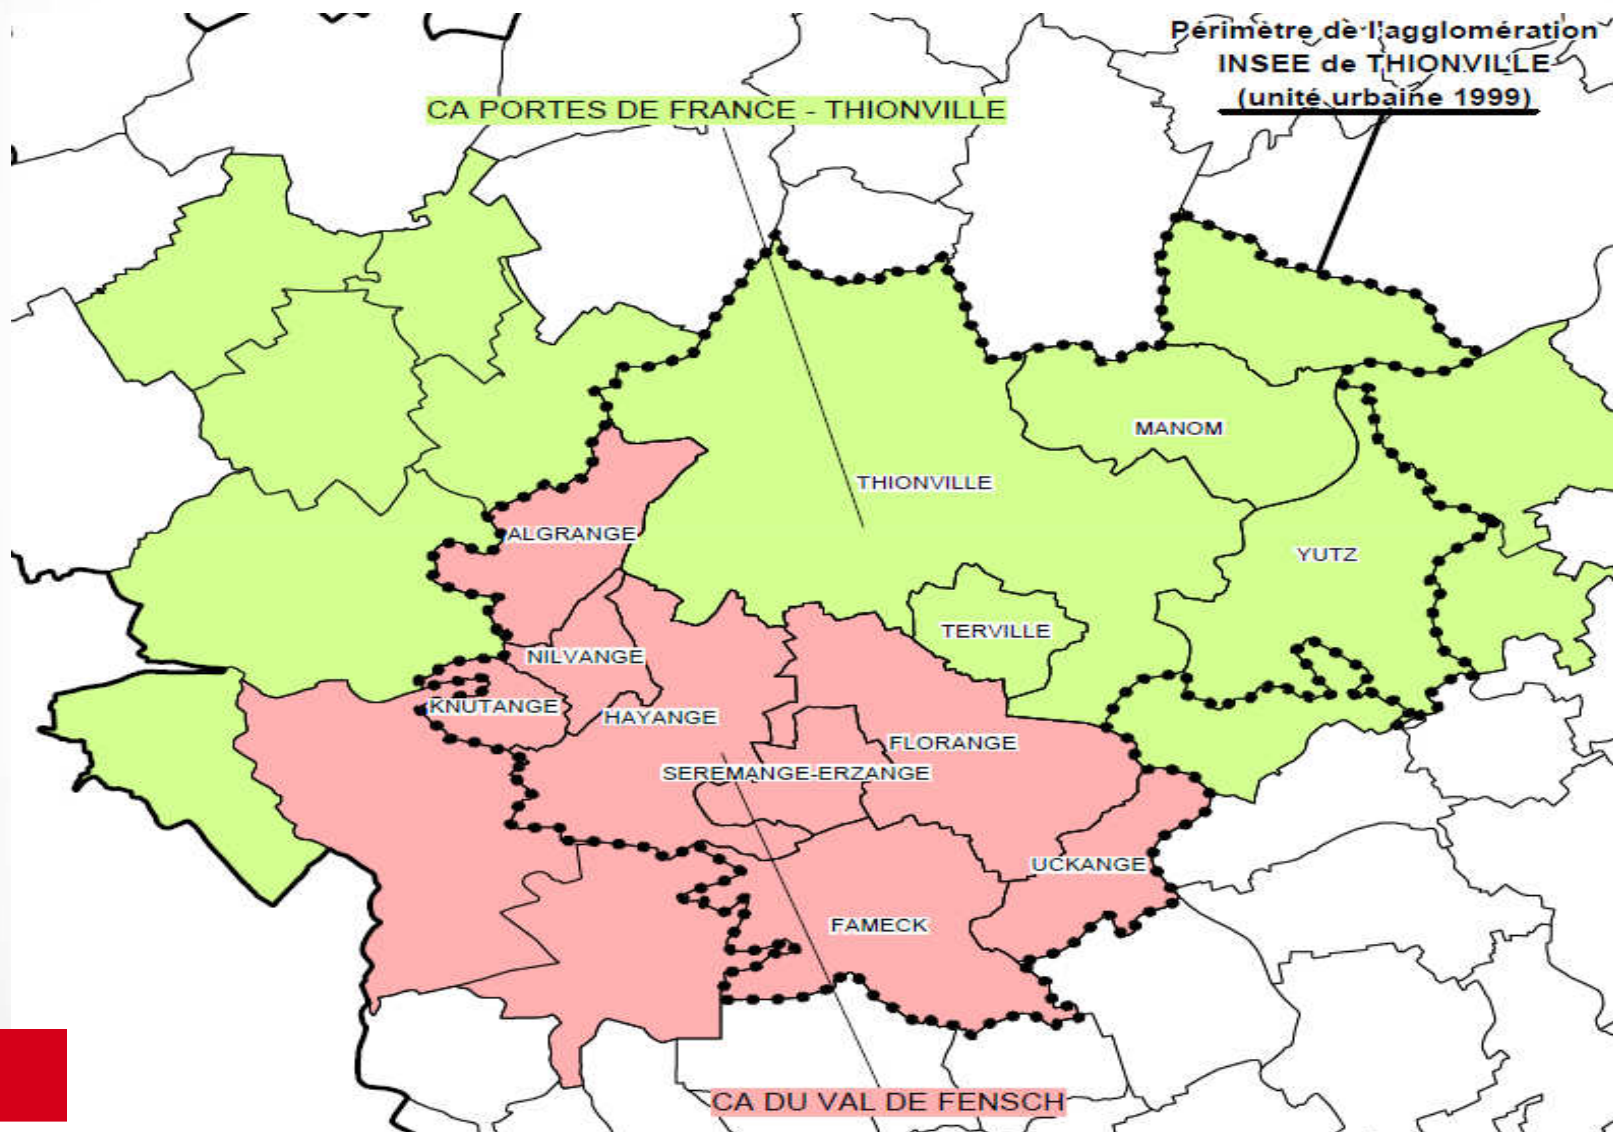 Périmètre de l'agglomération
INSEE de THIONVILLE
(unité urbaine 1999)
CA PORTES DE FRANCE - THIONVILLE
MANOM
THIONVILLE
ALGRANGE
YUTZ
TERVILLE
NILVANGE
KNUTANGE
HAYANGE
FLORANGE
SEREMANGE-ERZANGE
UCKANGE
FAMECK
CA DU VAL DE FENSCH